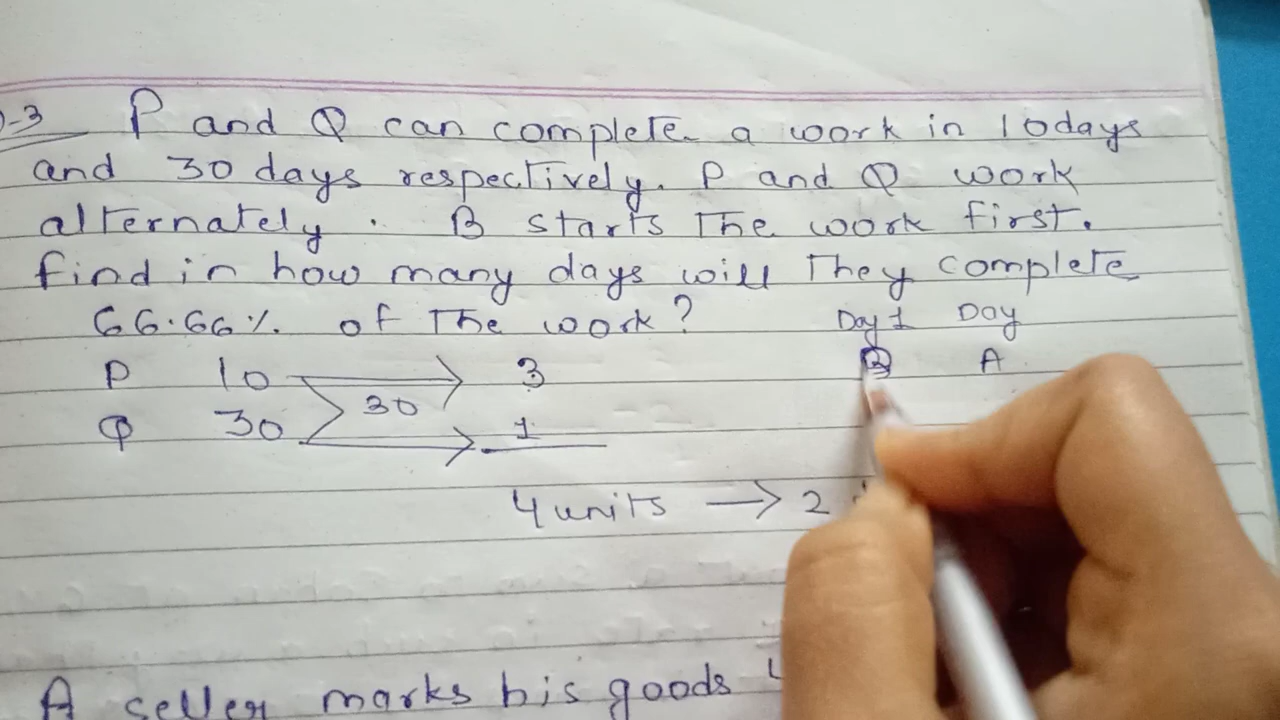 -3 P and Q can complete a work in 10days
and 30 days respectively. P and Q work
alternately. B starts The work first.
find in how many days will They complete
66.66% of The work?
Day 1 Day
B A
P 10 3
30
Q 30 1
4 units → 2
A seller marks his goods